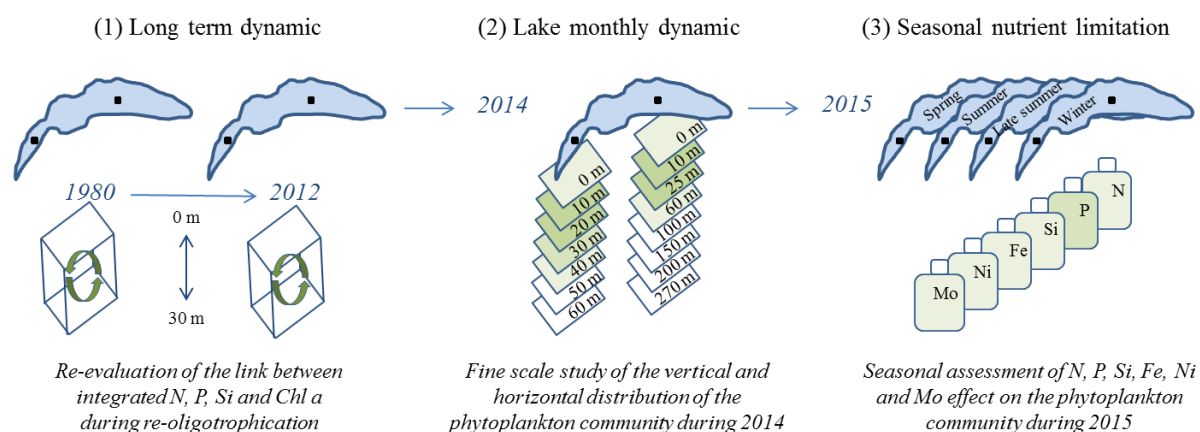 (1) Long term dynamic
(2) Lake monthly dynamic
(3) Seasonal nutrient limitation
1980
2012
0 m
30 m
2014
0 m
10 m
20 m
30 m
40 m
50 m
60 m
0 m
10 m
25 m
60 m
100 m
150 m
200 m
270 m
2015
Spring
Summer
Late summer
Winter
N
P
Si
Fe
Ni
Mo
Re-evaluation of the link between
integrated N, P, Si and Chl a
during re-oligotrophication
Fine scale study of the vertical and
horizontal distribution of the
phytoplankton community during 2014
Seasonal assessment of N, P, Si, Fe, Ni
and Mo effect on the phytoplankton
community during 2015